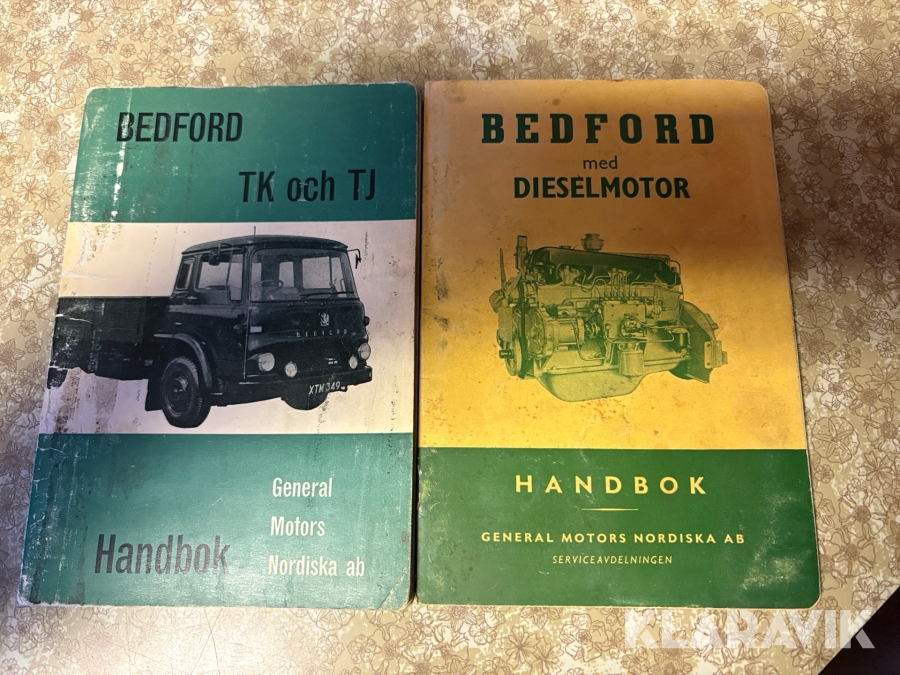 BEDFORD
TK och TJ
BEDFORD
XTM 349
Handbok
General
Motors
Nordiska ab
BEDFORD
med
DIESELMOTOR
HANDBOK
GENERAL MOTORS NORDISKA AB
SERVICEAVDELNINGEN
KLARAVIK